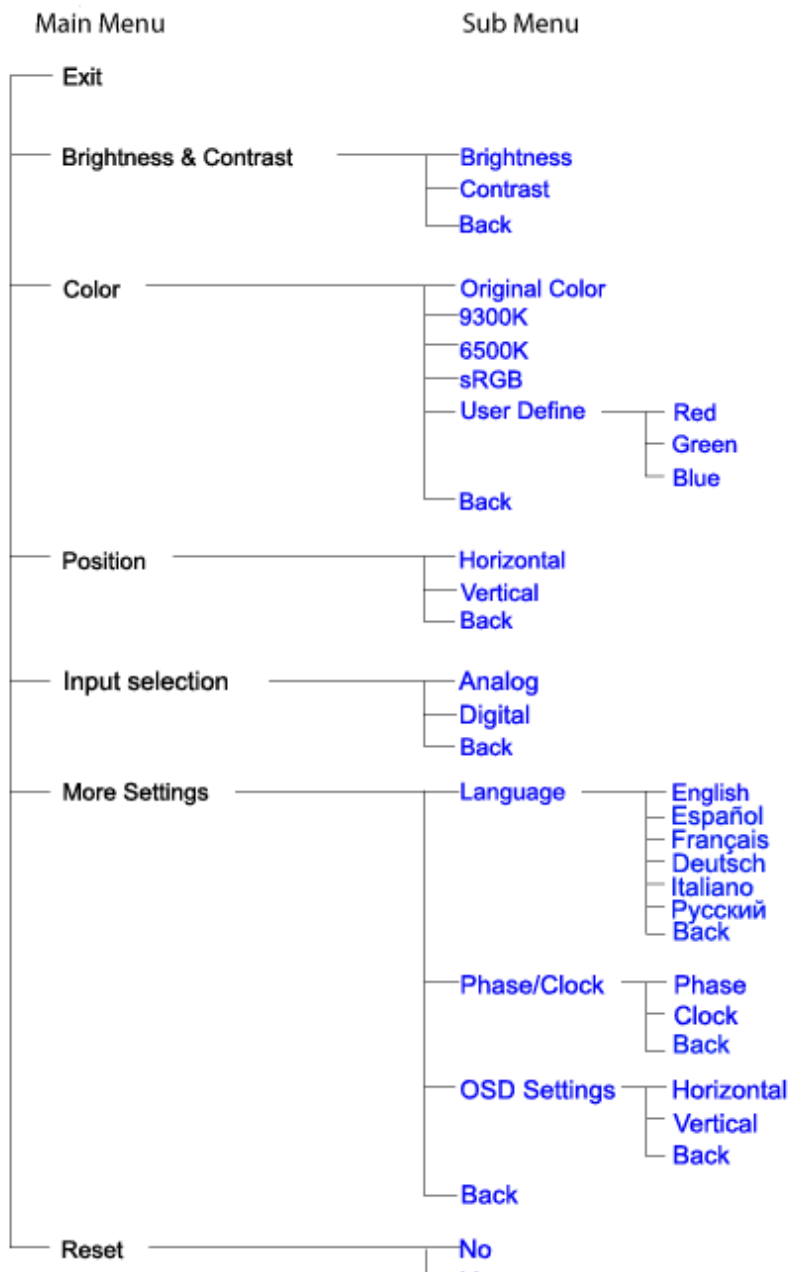 Main Menu Sub Menu
Exit
Brightness & Contrast Brightness
Contrast
Back
Color Original Color
9300K
6500K
sRGB
User Define Red
Green
Blue
Back
Position Horizontal
Vertical
Back
Input selection Analog
Digital
Back
More Settings Language English
Español
Français
Deutsch
Italiano
Русский
Back
Phase/Clock Phase
Clock
Back
OSD Settings Horizontal
Vertical
Back
Back
Reset No